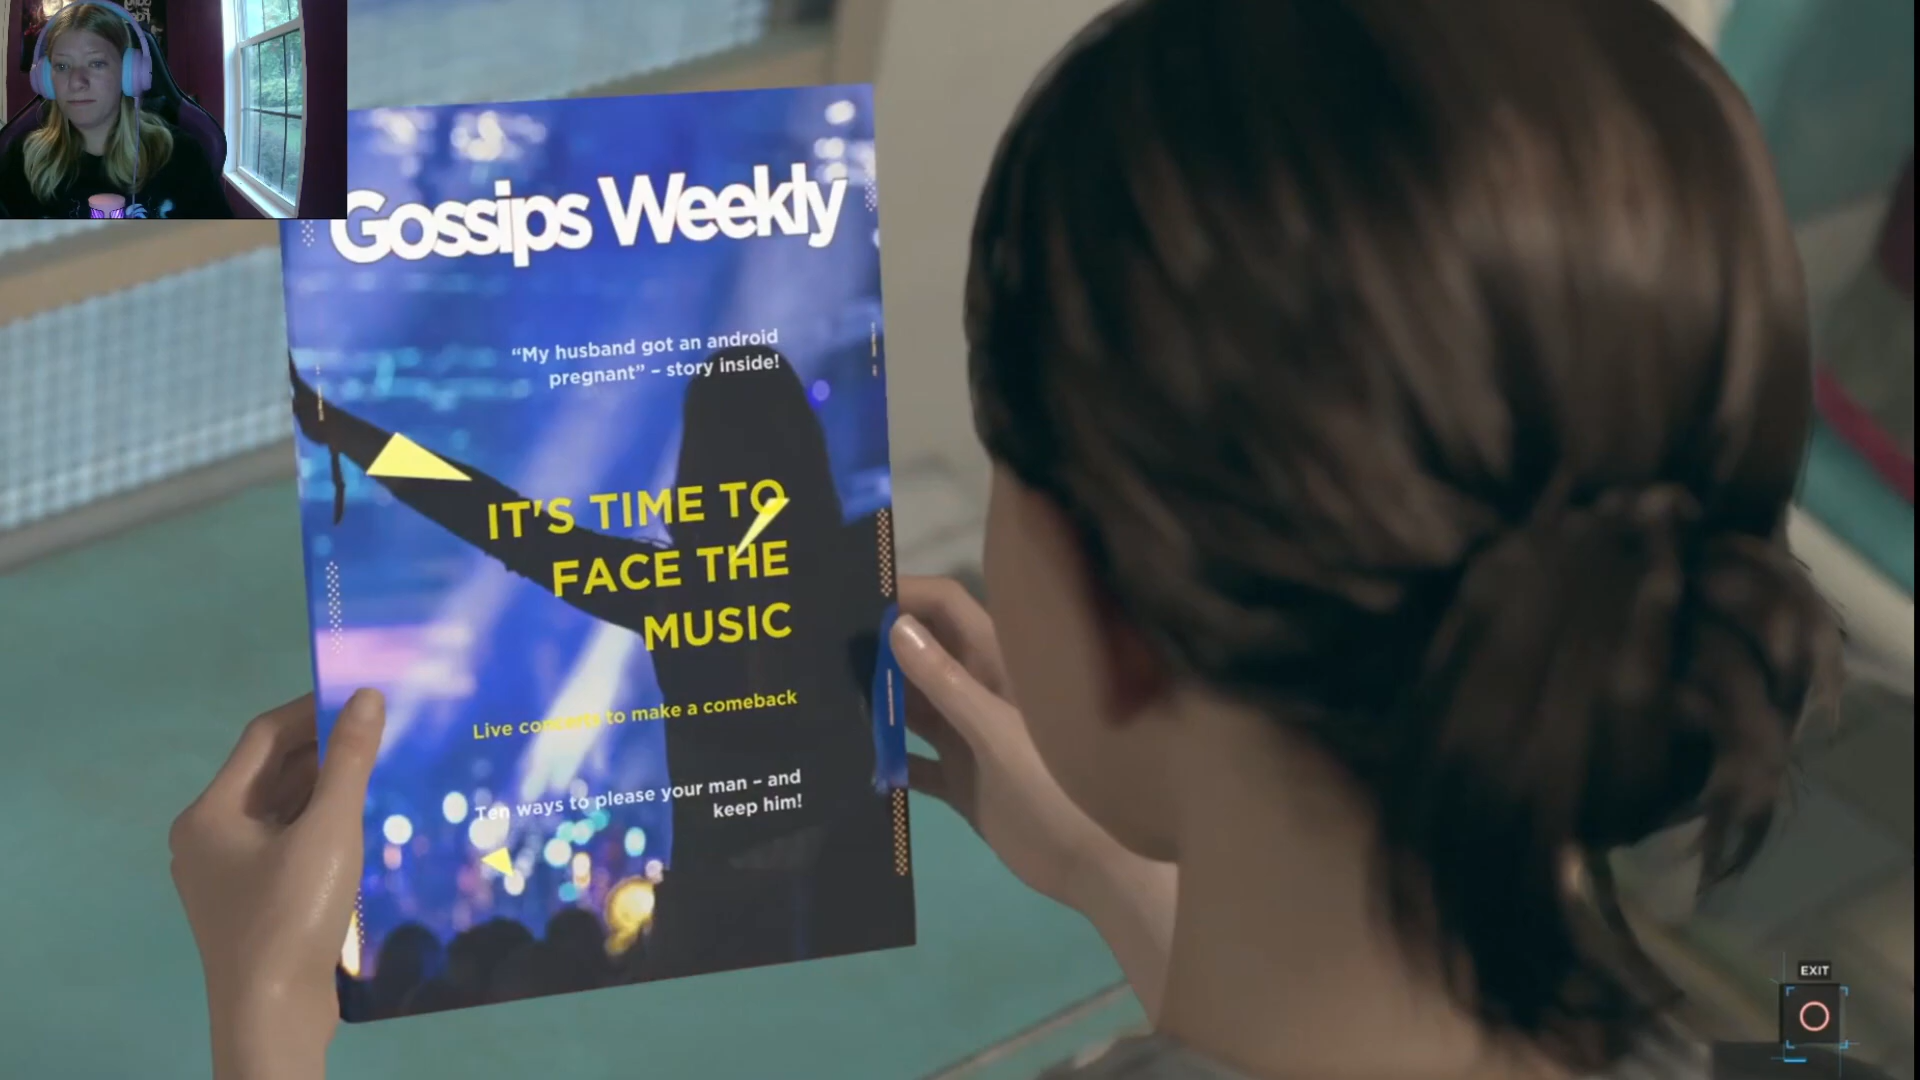 Gossips Weekly
“My husband got an android
pregnant” – story inside!
IT'S TIME TO
FACE THE
MUSIC
Live concerts to make a comeback
Ten ways to please your man – and
keep him!
EXIT